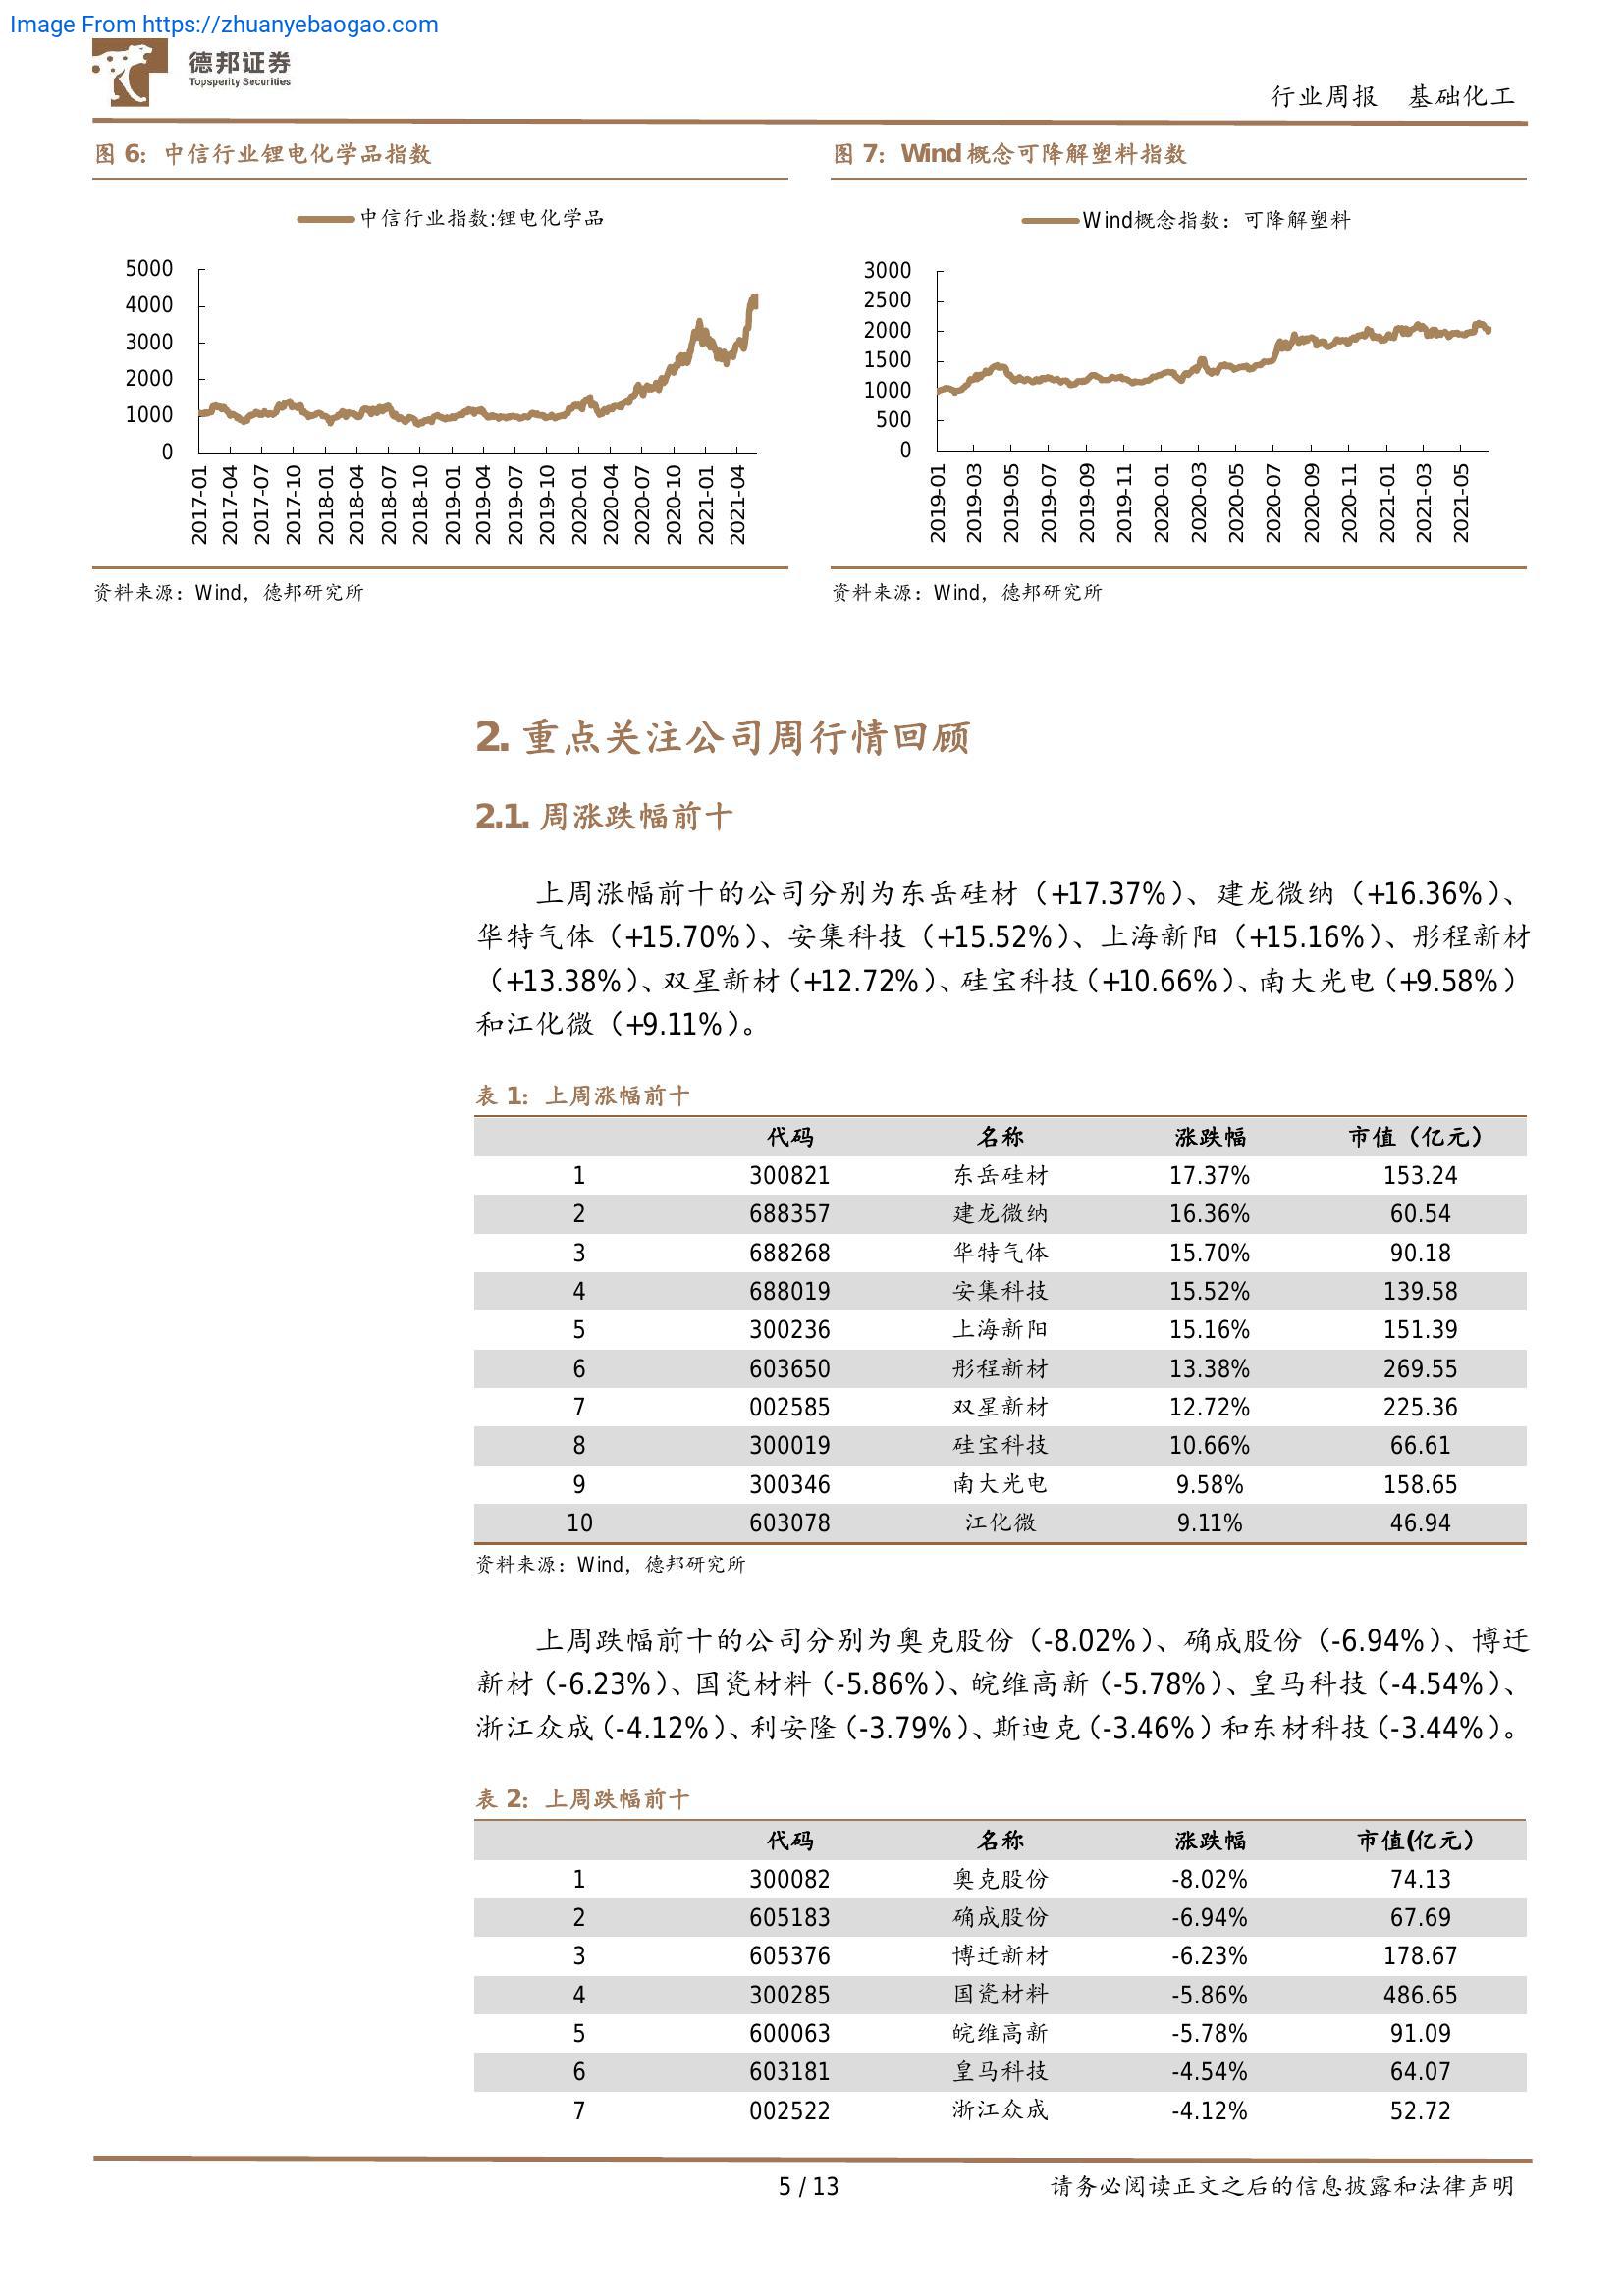 Image From https://zhuanyebaogao.com
德邦证券
Topsperity Securities
行业周报 基础化工
图 6：中信行业锂电化学品指数
中信行业指数:锂电化学品
5000
4000
3000
2000
1000
0
2017-01
2017-04
2017-07
2017-10
2018-01
2018-04
2018-07
2018-10
2019-01
2019-04
2019-07
2019-10
2020-01
2020-04
2020-07
2020-10
2021-01
2021-04
资料来源：Wind，德邦研究所
图 7：Wind 概念可降解塑料指数
Wind概念指数：可降解塑料
3000
2500
2000
1500
1000
500
0
2019-01
2019-03
2019-05
2019-07
2019-09
2019-11
2020-01
2020-03
2020-05
2020-07
2020-09
2020-11
2021-01
2021-03
2021-05
资料来源：Wind，德邦研究所
2. 重点关注公司周行情回顾
2.1. 周涨跌幅前十
上周涨幅前十的公司分别为东岳硅材（+17.37%）、建龙微纳（+16.36%）、
华特气体（+15.70%）、安集科技（+15.52%）、上海新阳（+15.16%）、彤程新材
（+13.38%）、双星新材（+12.72%）、硅宝科技（+10.66%）、南大光电（+9.58%）
和江化微（+9.11%）。
表 1：上周涨幅前十
代码 名称 涨跌幅 市值（亿元）
1 300821 东岳硅材 17.37% 153.24
2 688357 建龙微纳 16.36% 60.54
3 688268 华特气体 15.70% 90.18
4 688019 安集科技 15.52% 139.58
5 300236 上海新阳 15.16% 151.39
6 603650 彤程新材 13.38% 269.55
7 002585 双星新材 12.72% 225.36
8 300019 硅宝科技 10.66% 66.61
9 300346 南大光电 9.58% 158.65
10 603078 江化微 9.11% 46.94
资料来源：Wind，德邦研究所
上周跌幅前十的公司分别为奥克股份（-8.02%）、确成股份（-6.94%）、博迁
新材（-6.23%）、国瓷材料（-5.86%）、皖维高新（-5.78%）、皇马科技（-4.54%）、
浙江众成（-4.12%）、利安隆（-3.79%）、斯迪克（-3.46%）和东材科技（-3.44%）。
表 2：上周跌幅前十
代码 名称 涨跌幅 市值(亿元）
1 300082 奥克股份 -8.02% 74.13
2 605183 确成股份 -6.94% 67.69
3 605376 博迁新材 -6.23% 178.67
4 300285 国瓷材料 -5.86% 486.65
5 600063 皖维高新 -5.78% 91.09
6 603181 皇马科技 -4.54% 64.07
7 002522 浙江众成 -4.12% 52.72
5 / 13
请务必阅读正文之后的信息披露和法律声明